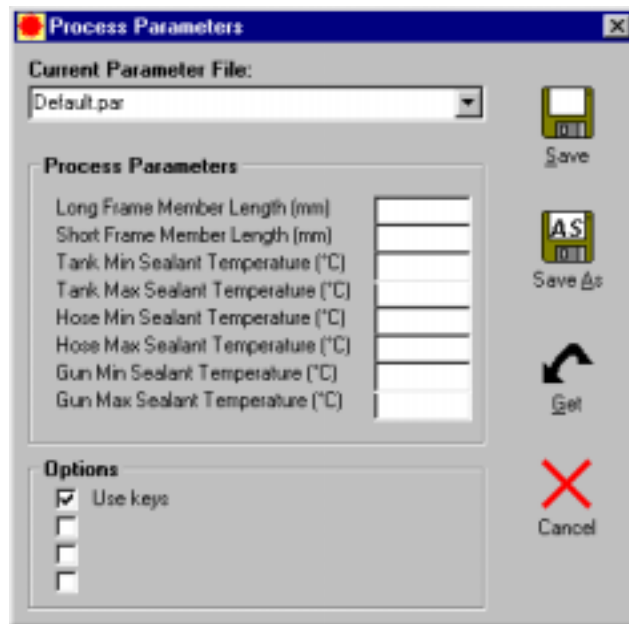 Process Parameters
Current Parameter File:
Default.par
Process Parameters
Long Frame Member Length (mm)
Short Frame Member Length (mm)
Tank Min Sealant Temperature (°C)
Tank Max Sealant Temperature (°C)
Hose Min Sealant Temperature (°C)
Hose Max Sealant Temperature (°C)
Gun Min Sealant Temperature (°C)
Gun Max Sealant Temperature (°C)
Options
Use keys
Save
AS
Save As
Get
Cancel